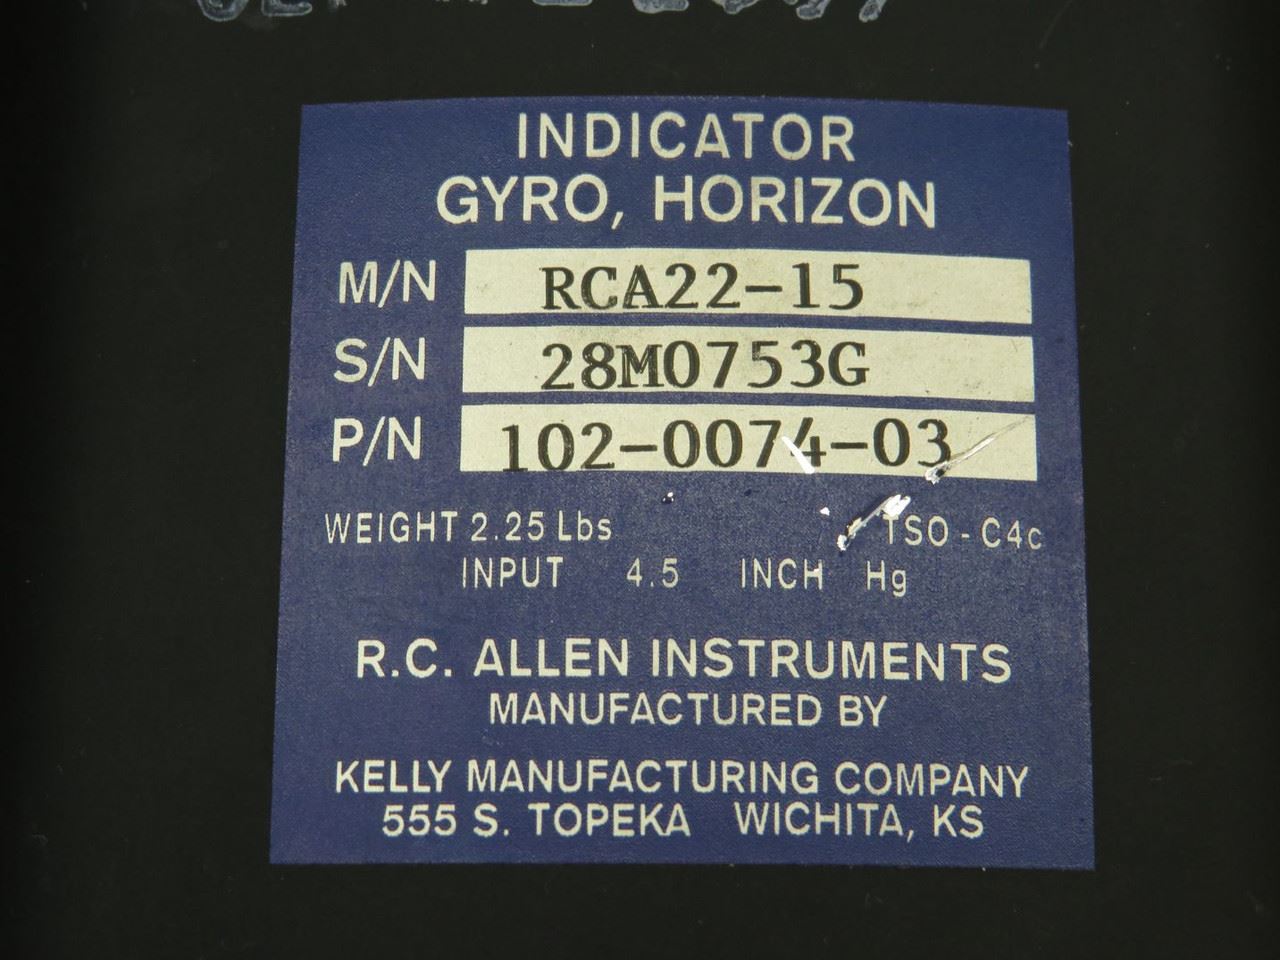 INDICATOR
GYRO, HORIZON
M/N RCA22-15
S/N 28M0753G
P/N 102-0074-03
WEIGHT 2.25 Lbs TSO - C4c
INPUT 4.5 INCH Hg
R.C. ALLEN INSTRUMENTS
MANUFACTURED BY
KELLY MANUFACTURING COMPANY
555 S. TOPEKA WICHITA, KS